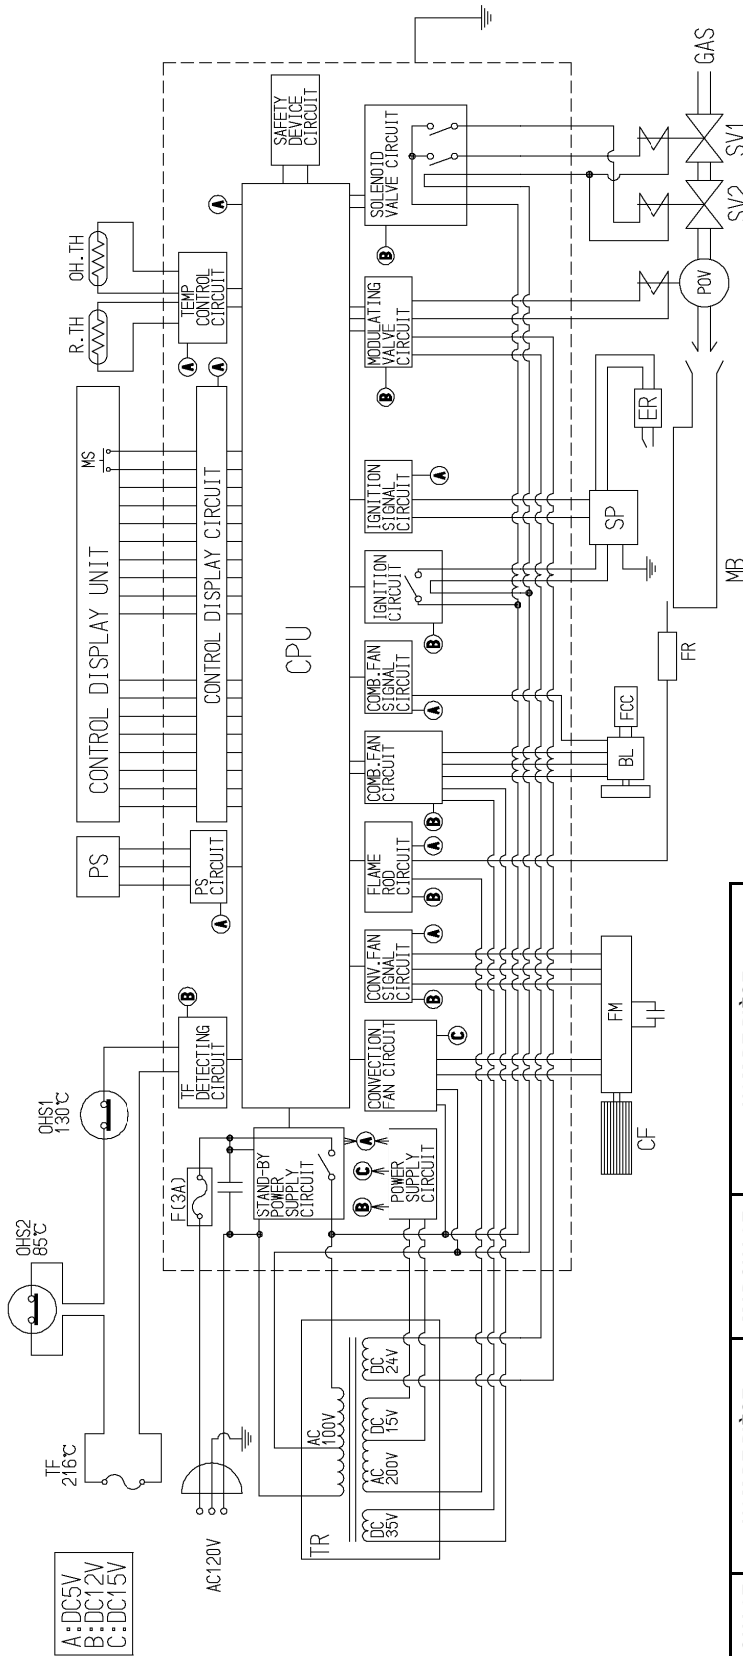 A:DC5V
B:DC12V
C:DC15V
TF
216℃
OHS2
85℃
OHS1
130℃
AC120V
F(3A)
PS
CONTROL DISPLAY UNIT
MS
R.TH
OH.TH
TF
DETECTING
CIRCUIT
B
PS
CIRCUIT
A
CONTROL DISPLAY CIRCUIT
A
TEMP
CONTROL
CIRCUIT
A
A
STAND-BY
POWER
SUPPLY
CIRCUIT
CPU
SAFETY
DEVICE
CIRCUIT
B
C
A
POWER
SUPPLY
CIRCUIT
CONVECTION
FAN CIRCUIT
C
CONV.FAN
SIGNAL
CIRCUIT
B
A
FLAME
ROD
CIRCUIT
B
A
COMB.FAN
CIRCUIT
B
COMB.FAN
SIGNAL
CIRCUIT
A
IGNITION
CIRCUIT
B
IGNITION
SIGNAL
CIRCUIT
A
MODULATING
VALVE
CIRCUIT
B
SOLENOID
VALVE CIRCUIT
B
TR
AC
100V
DC
35V
AC
200V
DC
15V
DC
24V
CF
FM
BL
FCC
FR
SP
ER
MB
POV
SV2
SV1
GAS